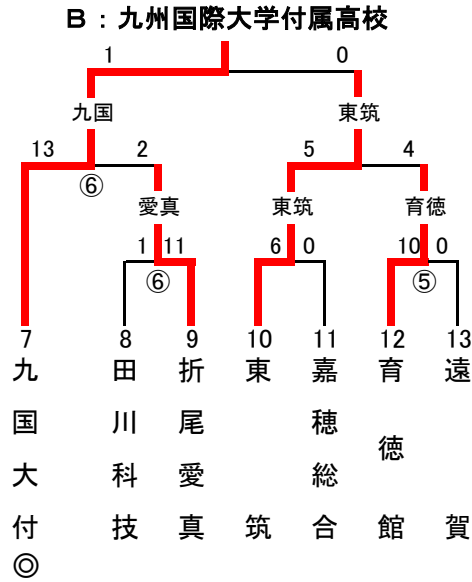 B：九州国際大学付属高校
1 0
九国 東筑
13 2 5 4
⑥
愛真 東筑 育徳
1 11 6 0 10 0
⑥ ⑤
7 8 9 10 11 12 13
九国大付◎
田川科技
折尾愛真
東筑
嘉穂総合
育徳館
遠賀